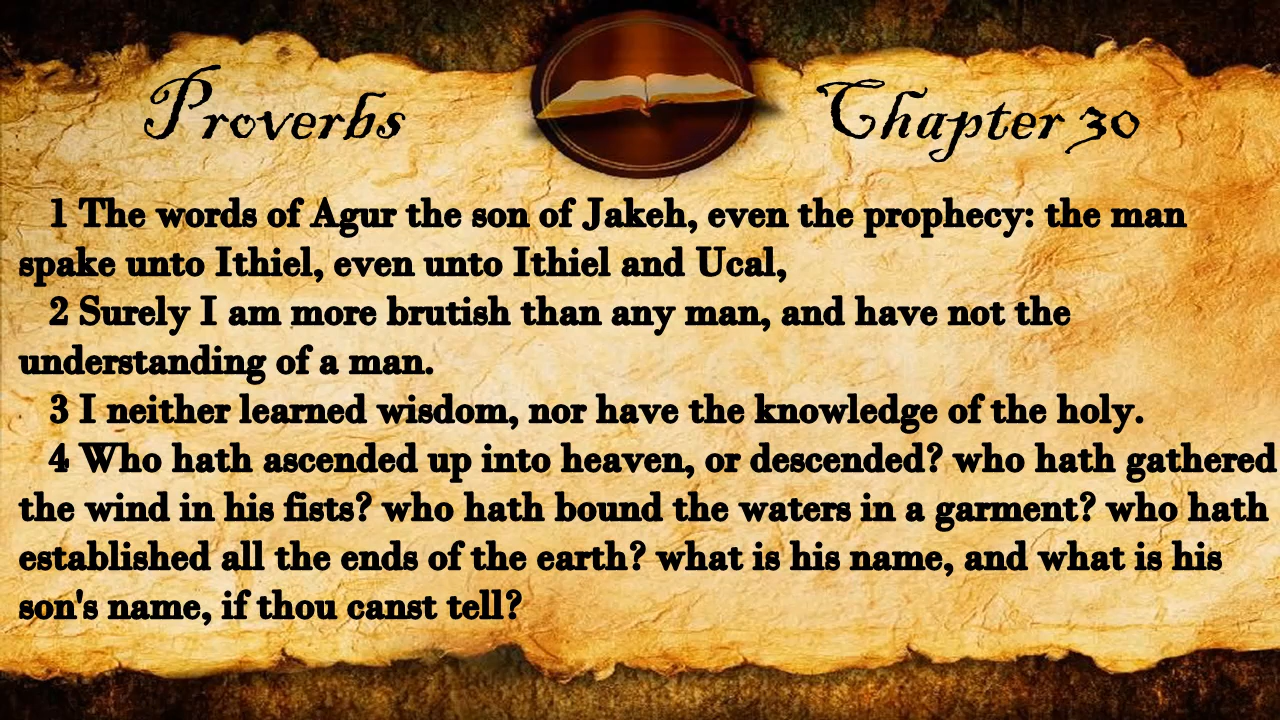 Proverbs Chapter 30
1 The words of Agur the son of Jakeh, even the prophecy: the man
spake unto Ithiel, even unto Ithiel and Ucal,
2 Surely I am more brutish than any man, and have not the
understanding of a man.
3 I neither learned wisdom, nor have the knowledge of the holy.
4 Who hath ascended up into heaven, or descended? who hath gathered
the wind in his fists? who hath bound the waters in a garment? who hath
established all the ends of the earth? what is his name, and what is his
son's name, if thou canst tell?